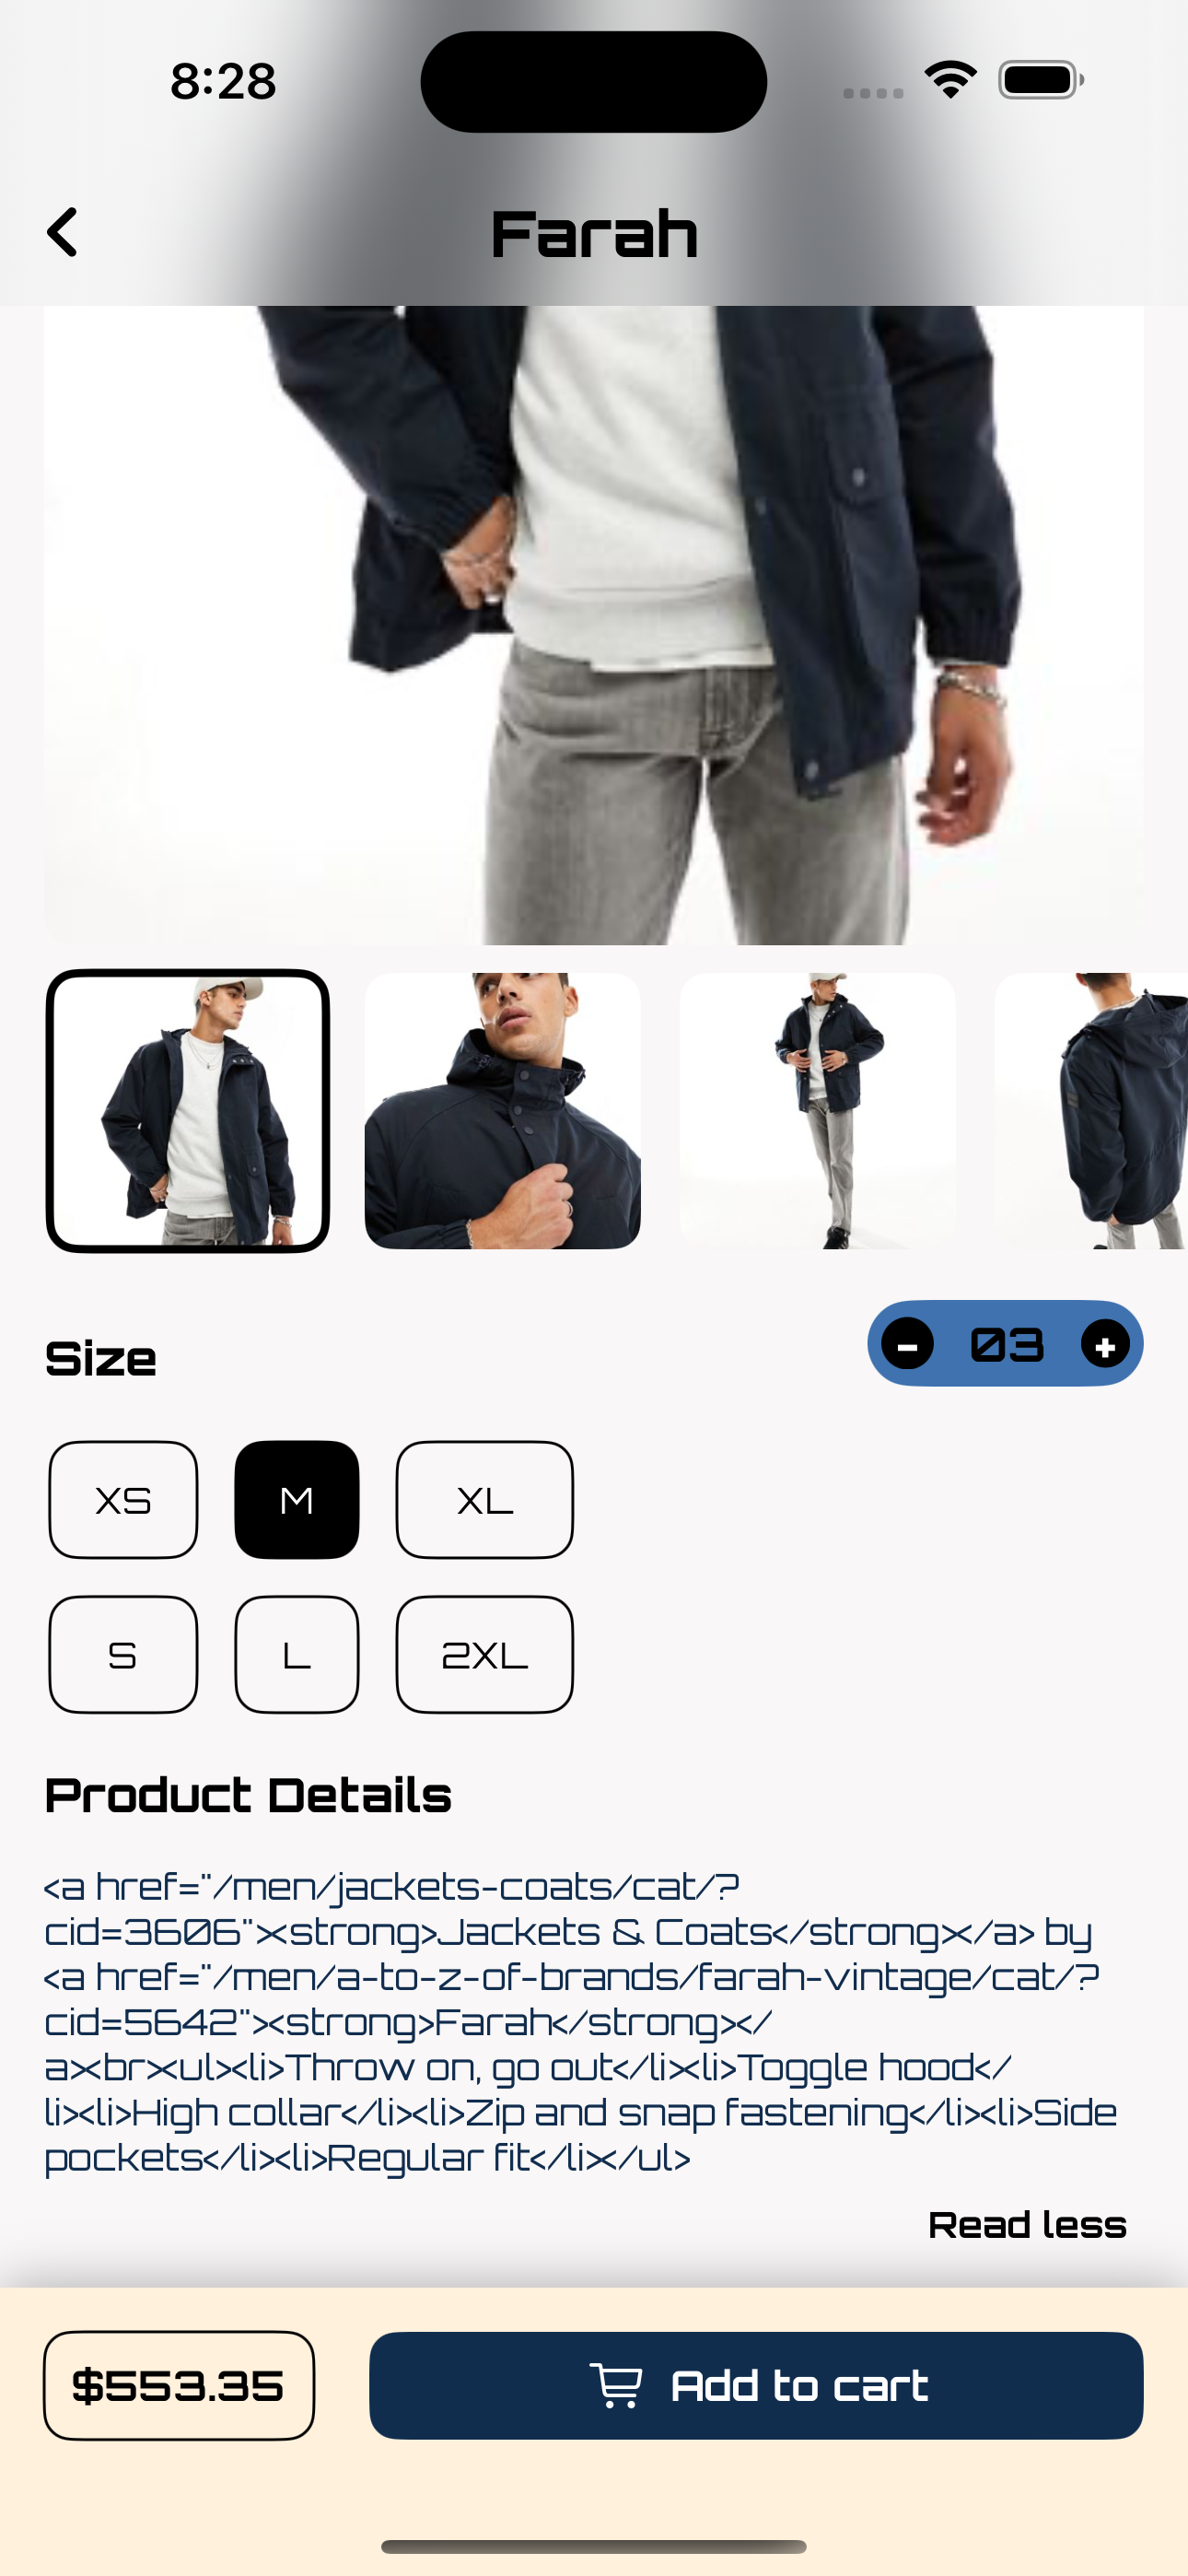 8:28
Farah
Size
- 03 +
XS M XL
S L 2XL
Product Details
<a href="/men/jackets-coats/cat/?
cid=3606"><strong>Jackets & Coats</strong></a> by
<a href="/men/a-to-z-of-brands/farah-vintage/cat/?
cid=5642"><strong>Farah</strong></
a><br><ul><li>Throw on, go out</li><li>Toggle hood</
li><li>High collar</li><li>Zip and snap fastening</li><li>Side
pockets</li><li>Regular fit</li></ul>
Read less
$553.35 Add to cart